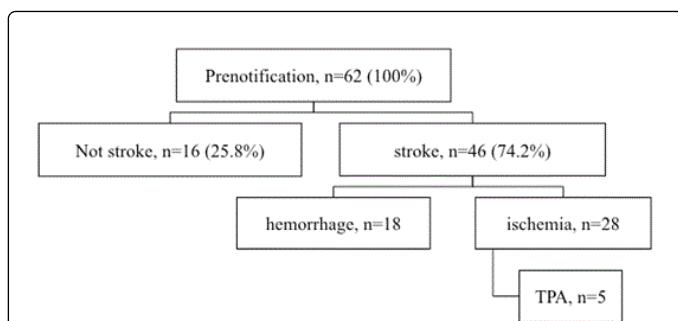 Prenotification, n=62 (100%)
Not stroke, n=16 (25.8%)
stroke, n=46 (74.2%)
hemorrhage, n=18
ischemia, n=28
TPA, n=5